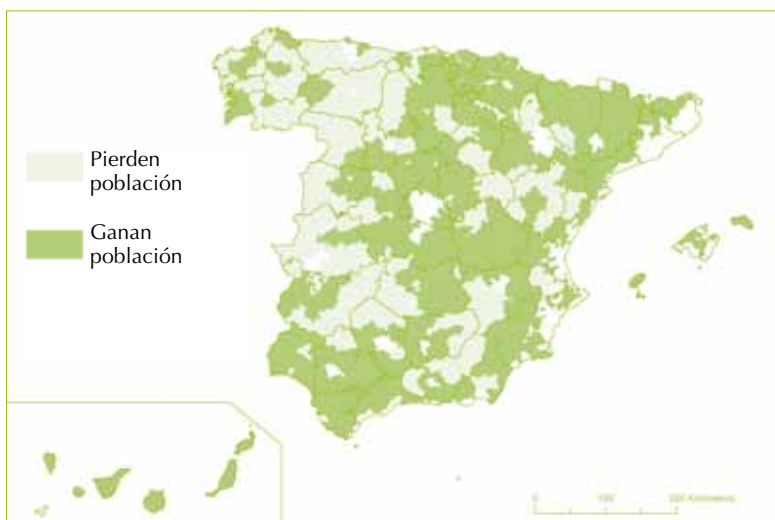 Pierden
población
Ganan
población
0 100 200 Kilómetros